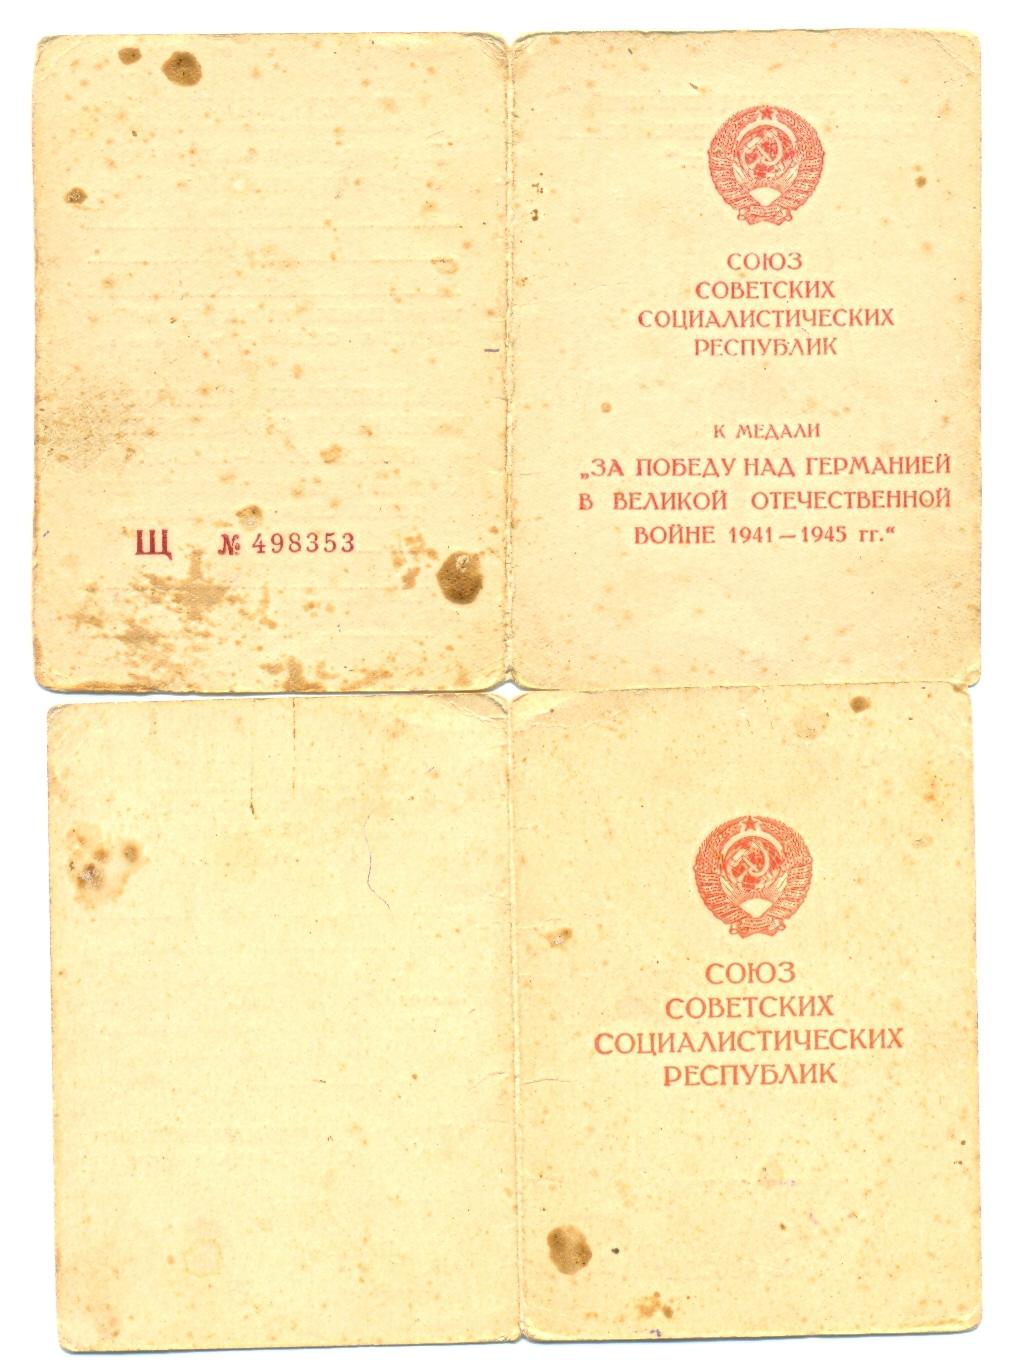 Щ № 498353
СОЮЗ
СОВЕТСКИХ
СОЦИАЛИСТИЧЕСКИХ
РЕСПУБЛИК
К МЕДАЛИ
„ЗА ПОБЕДУ НАД ГЕРМАНИЕЙ
В ВЕЛИКОЙ ОТЕЧЕСТВЕННОЙ
ВОЙНЕ 1941 — 1945 гг.“
СОЮЗ
СОВЕТСКИХ
СОЦИАЛИСТИЧЕСКИХ
РЕСПУБЛИК